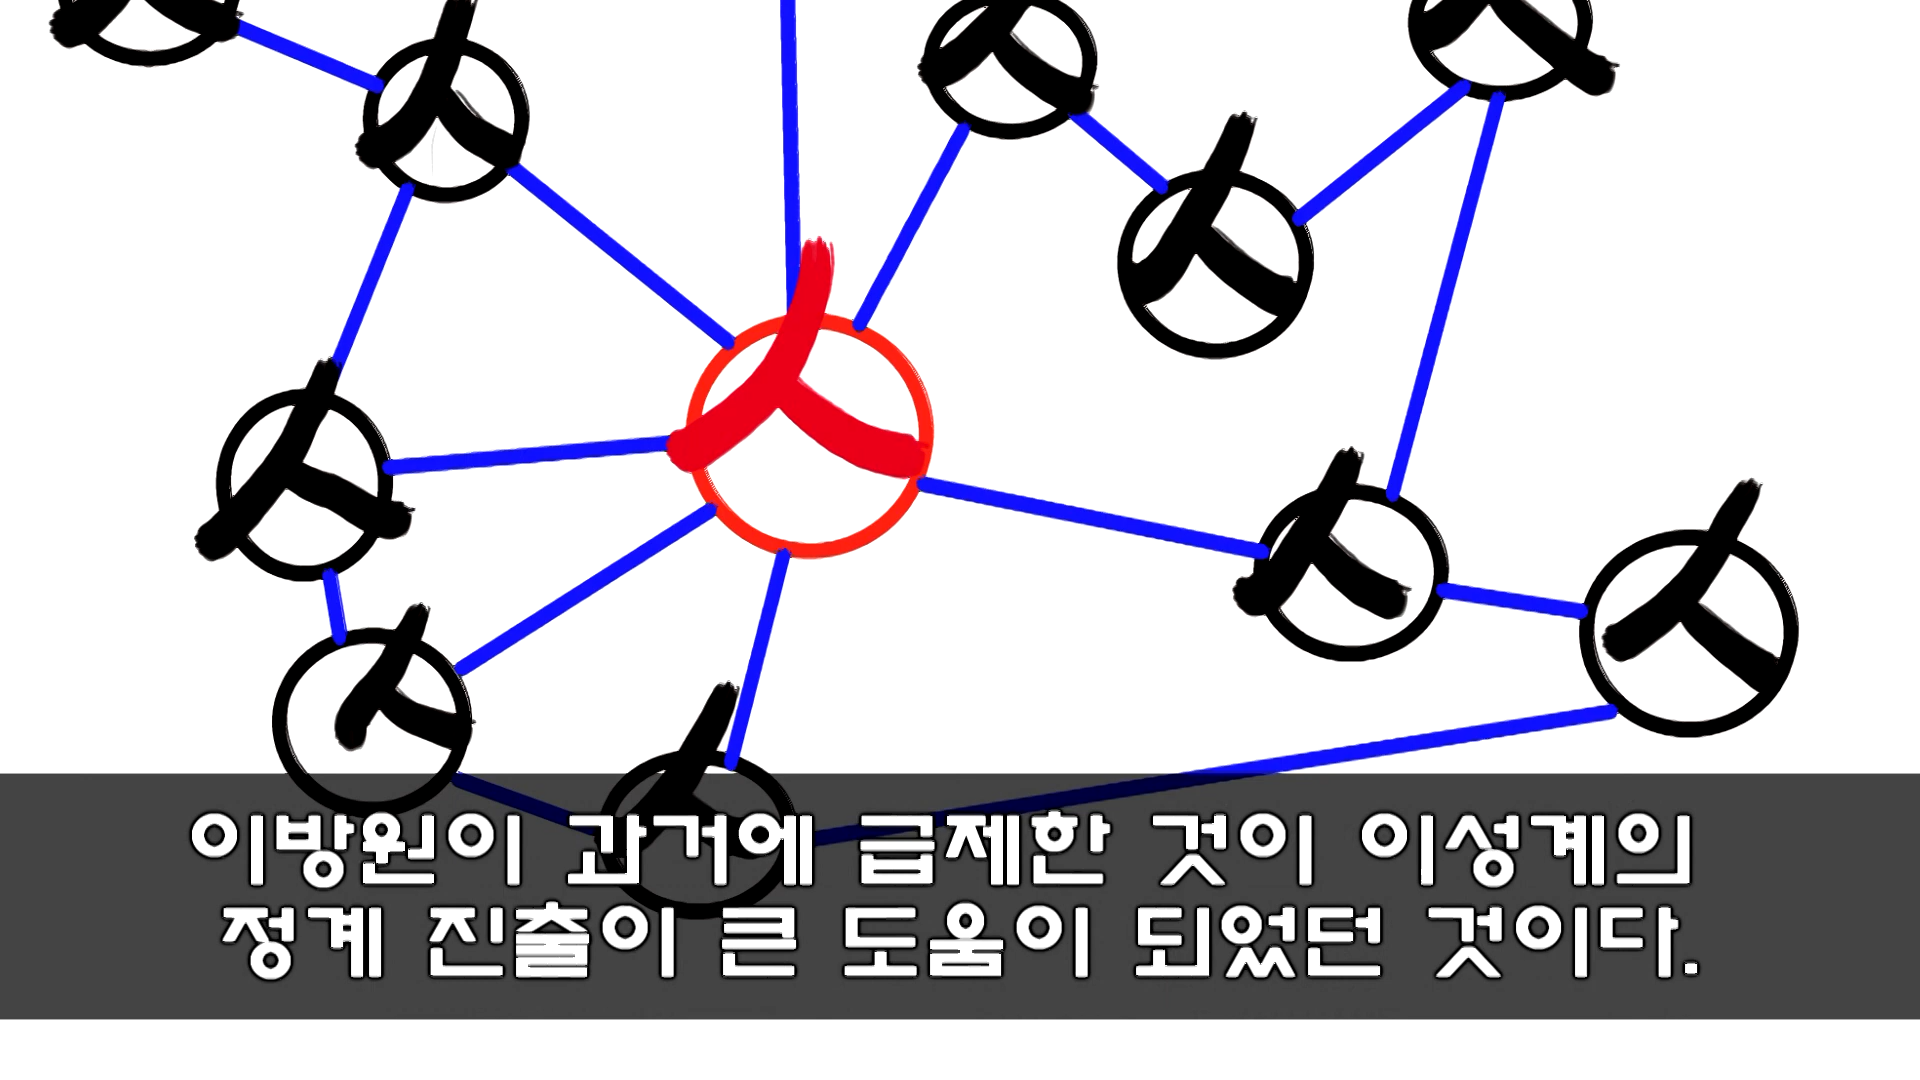 이방원이 과거에 급제한 것이 이성계의
정계 진출이 큰 도움이 되었던 것이다.